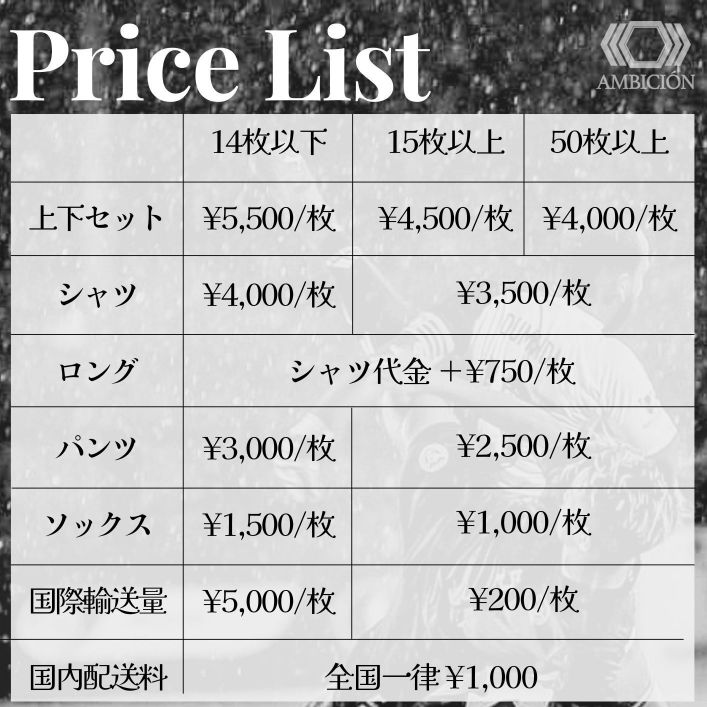 Price List
AMBICIÓN
14枚以下 15枚以上 50枚以上
上下セット ¥5,500/枚 ¥4,500/枚 ¥4,000/枚
シャツ ¥4,000/枚 ¥3,500/枚
ロング シャツ代金 +¥750/枚
パンツ ¥3,000/枚 ¥2,500/枚
ソックス ¥1,500/枚 ¥1,000/枚
国際輸送量 ¥5,000/枚 ¥200/枚
国内配送料 全国一律 ¥1,000